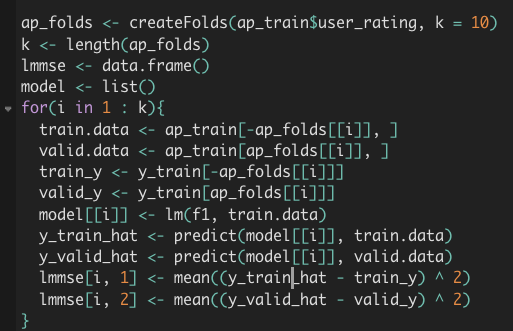 ap_folds <- createFolds(ap_train$user_rating, k = 10)
k <- length(ap_folds)
lmmse <- data.frame()
model <- list()
for(i in 1 : k){
  train.data <- ap_train[-ap_folds[[i]], ]
  valid.data <- ap_train[ap_folds[[i]], ]
  train_y <- y_train[-ap_folds[[i]]]
  valid_y <- y_train[ap_folds[[i]]]
  model[[i]] <- lm(f1, train.data)
  y_train_hat <- predict(model[[i]], train.data)
  y_valid_hat <- predict(model[[i]], valid.data)
  lmmse[i, 1] <- mean((y_train_hat - train_y) ^ 2)
  lmmse[i, 2] <- mean((y_valid_hat - valid_y) ^ 2)
}